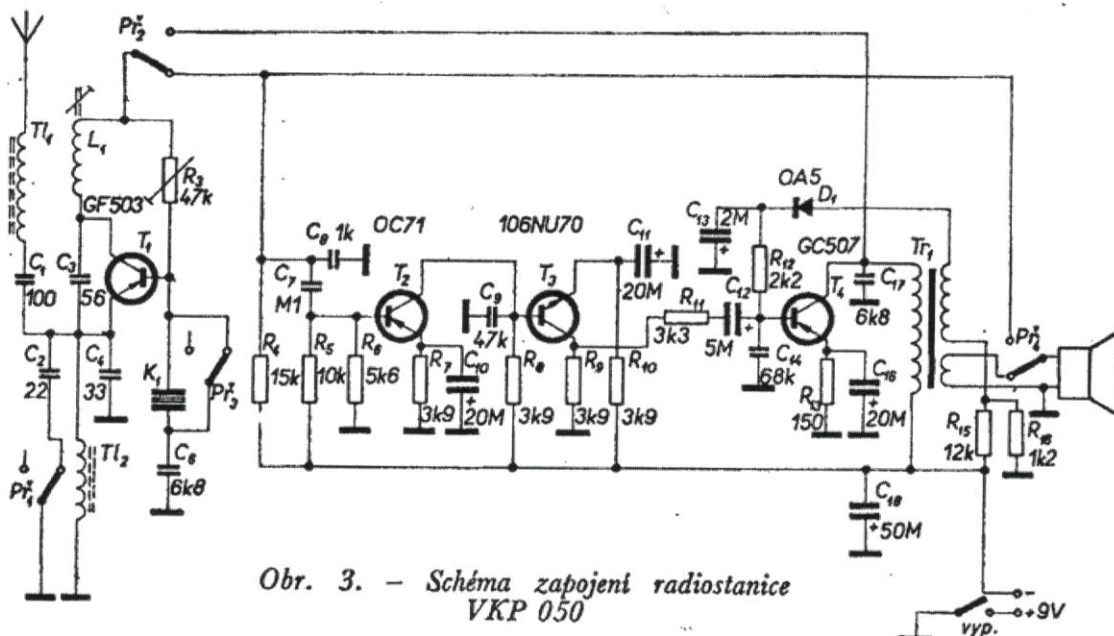 Př₂
Tl₁
L₁
GF503
R₃
47k
T₁
C₁
100
C₃
56
C₂
22
C₄
33
K₁
Př₃
Tl₂
C₆
6k8
Př₁
C₈ 1k
C₇
M1
OC71
T₂
R₄
15k
R₅
10k
R₆
5k6
R₇
3k9
C₁₀
+
20M
C₉
47k
106NU70
T₃
R₈
3k9
R₉
3k9
R₁₀
3k9
C₁₁
+
20M
R₁₁
3k3
C₁₂
+
5M
C₁₃
2M
+
OA5
D₁
R₁₂
2k2
GC507
T₄
C₁₄
68k
150
C₁₆
+
20M
C₁₇
6k8
Tr₁
Př₄
R₁₅
12k
R₁₆
1k2
C₁₈
+
50M
-
+9V
vyp.
Obr. 3. – Schéma zapojení radiostanice
VKP 050